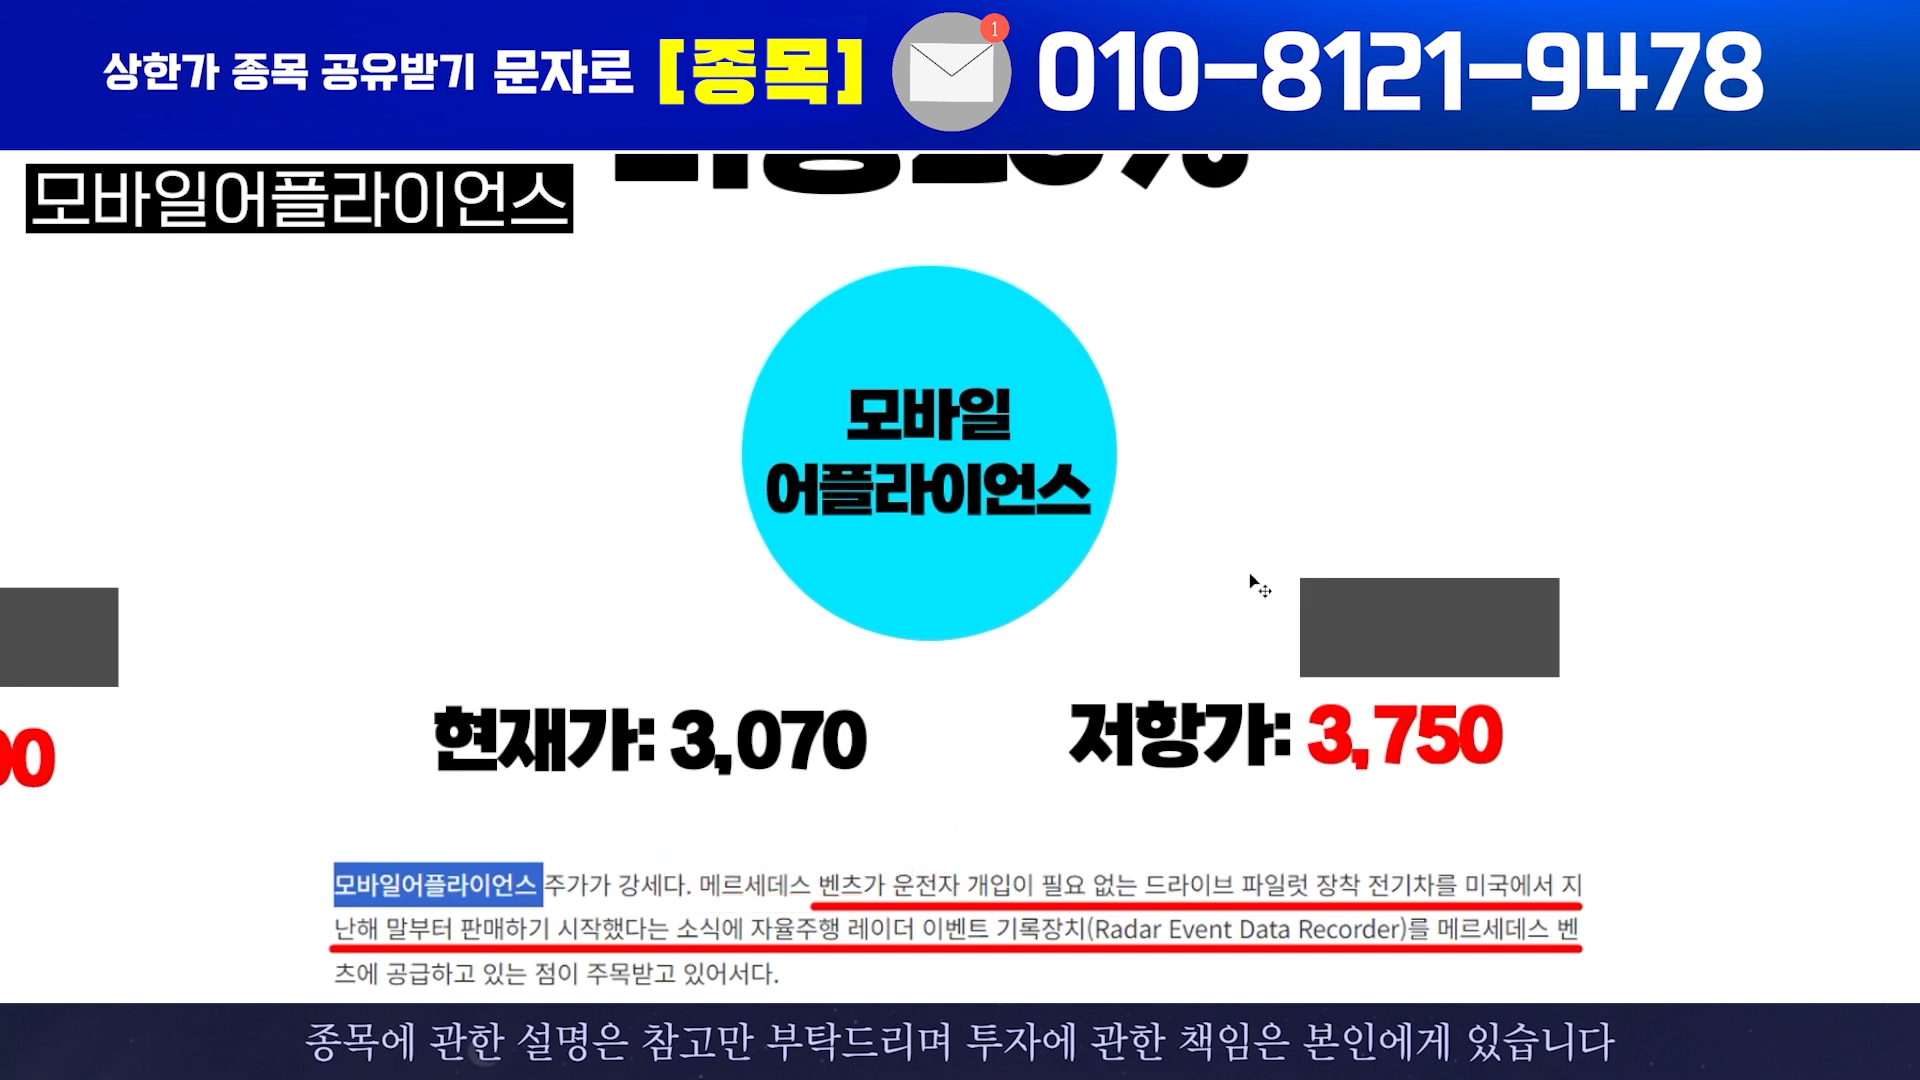 상한가 종목 공유받기 문자로 [종목] 1 010-8121-9478
모바일어플라이언스
모바일
어플라이언스
현재가: 3,070 저항가: 3,750
모바일어플라이언스 주가가 강세다. 메르세데스 벤츠가 운전자 개입이 필요 없는 드라이브 파일럿 장착 전기차를 미국에서 지
난해 말부터 판매하기 시작했다는 소식에 자율주행 레이더 이벤트 기록장치(Radar Event Data Recorder)를 메르세데스 벤
츠에 공급하고 있는 점이 주목받고 있어서다.
종목에 관한 설명은 참고만 부탁드리며 투자에 관한 책임은 본인에게 있습니다